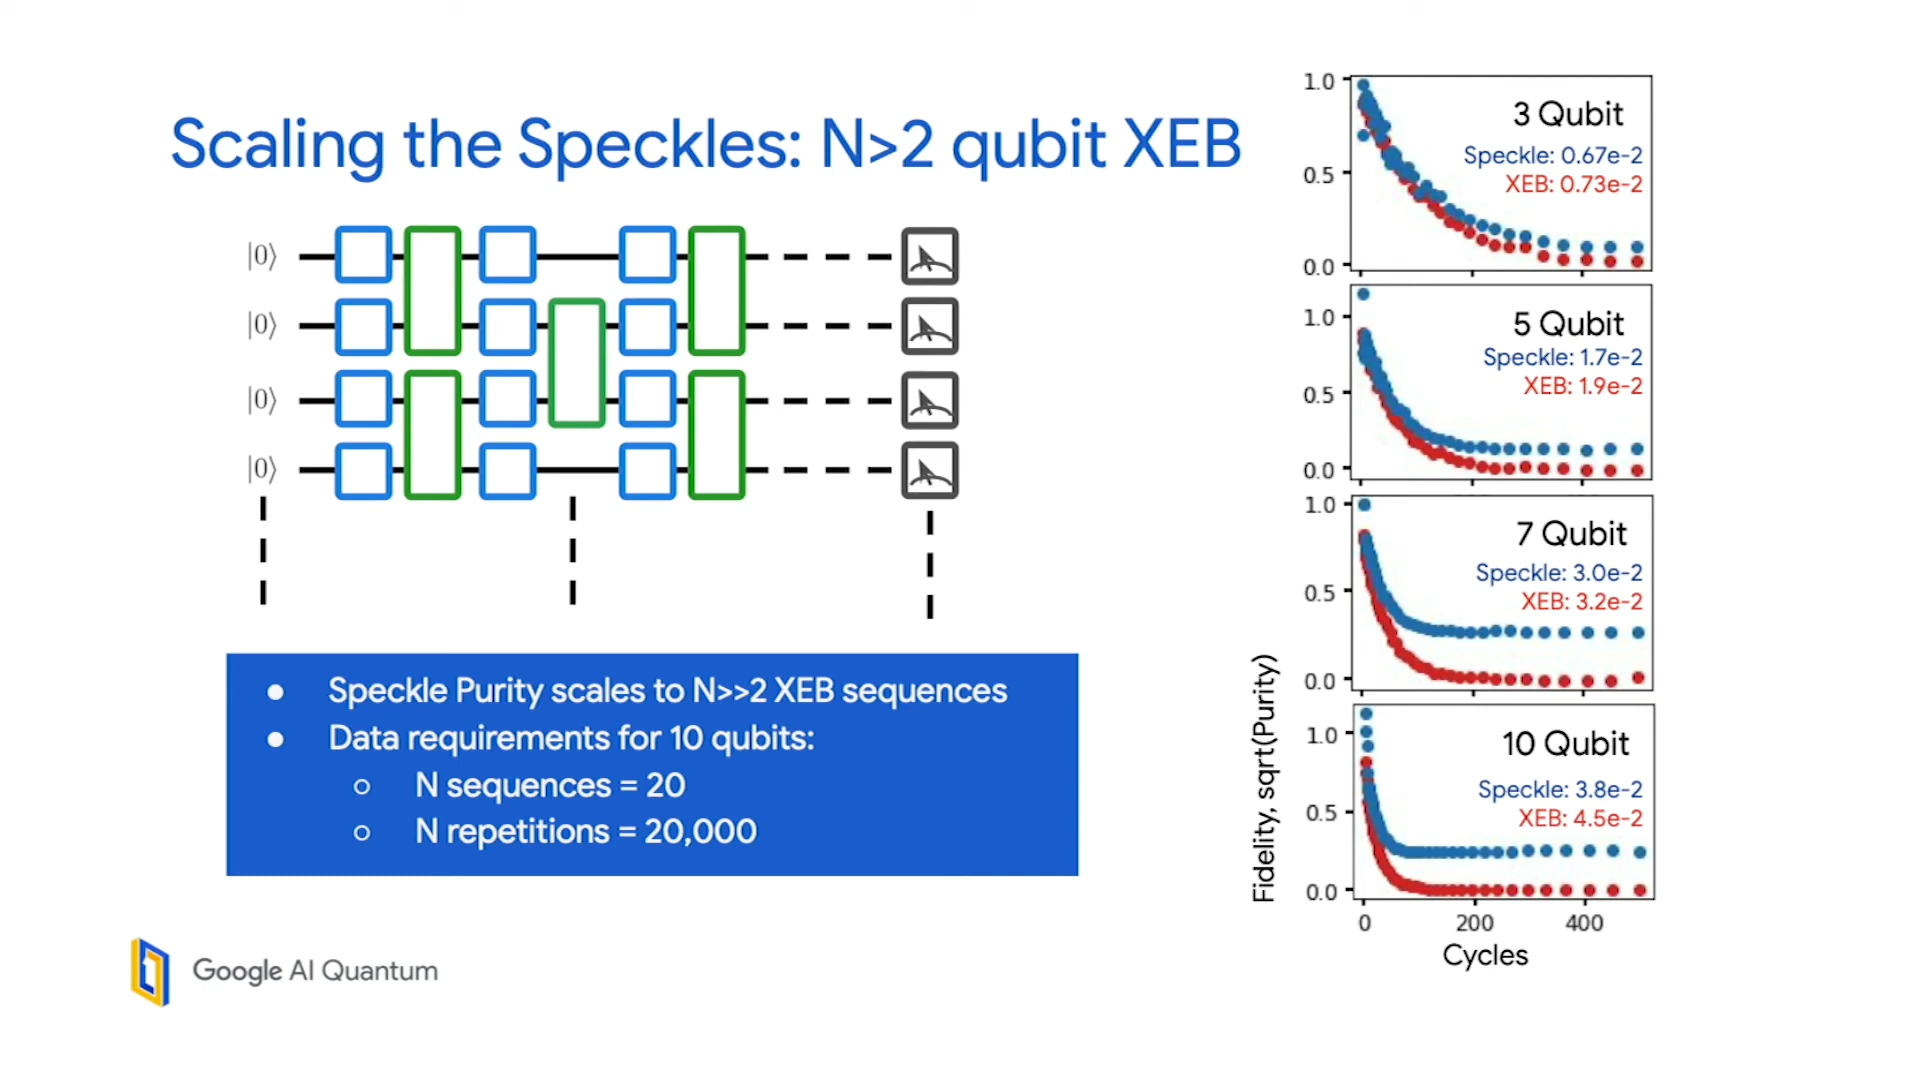 Scaling the Speckles: N>2 qubit XEB
|0⟩
|0⟩
|0⟩
|0⟩
● Speckle Purity scales to N>>2 XEB sequences
● Data requirements for 10 qubits:
○ N sequences = 20
○ N repetitions = 20,000
Google AI Quantum
Fidelity, sqrt(Purity)
1.0
0.5
0.0
3 Qubit
Speckle: 0.67e-2
XEB: 0.73e-2
1.0
0.5
0.0
5 Qubit
Speckle: 1.7e-2
XEB: 1.9e-2
1.0
0.5
0.0
7 Qubit
Speckle: 3.0e-2
XEB: 3.2e-2
1.0
0.5
0.0
10 Qubit
Speckle: 3.8e-2
XEB: 4.5e-2
0 200 400
Cycles